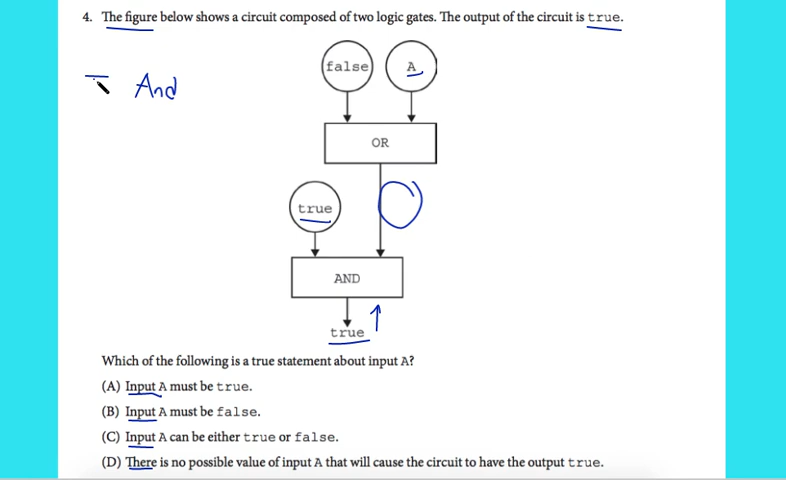 4. The figure below shows a circuit composed of two logic gates. The output of the circuit is true.
false A
And
OR
true
AND
true
Which of the following is a true statement about input A?
(A) Input A must be true.
(B) Input A must be false.
(C) Input A can be either true or false.
(D) There is no possible value of input A that will cause the circuit to have the output true.